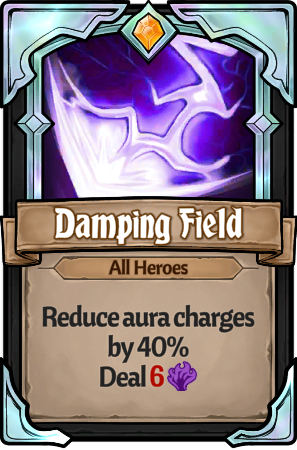 Damping Field
All Heroes
Reduce aura charges
by 40%
Deal 6